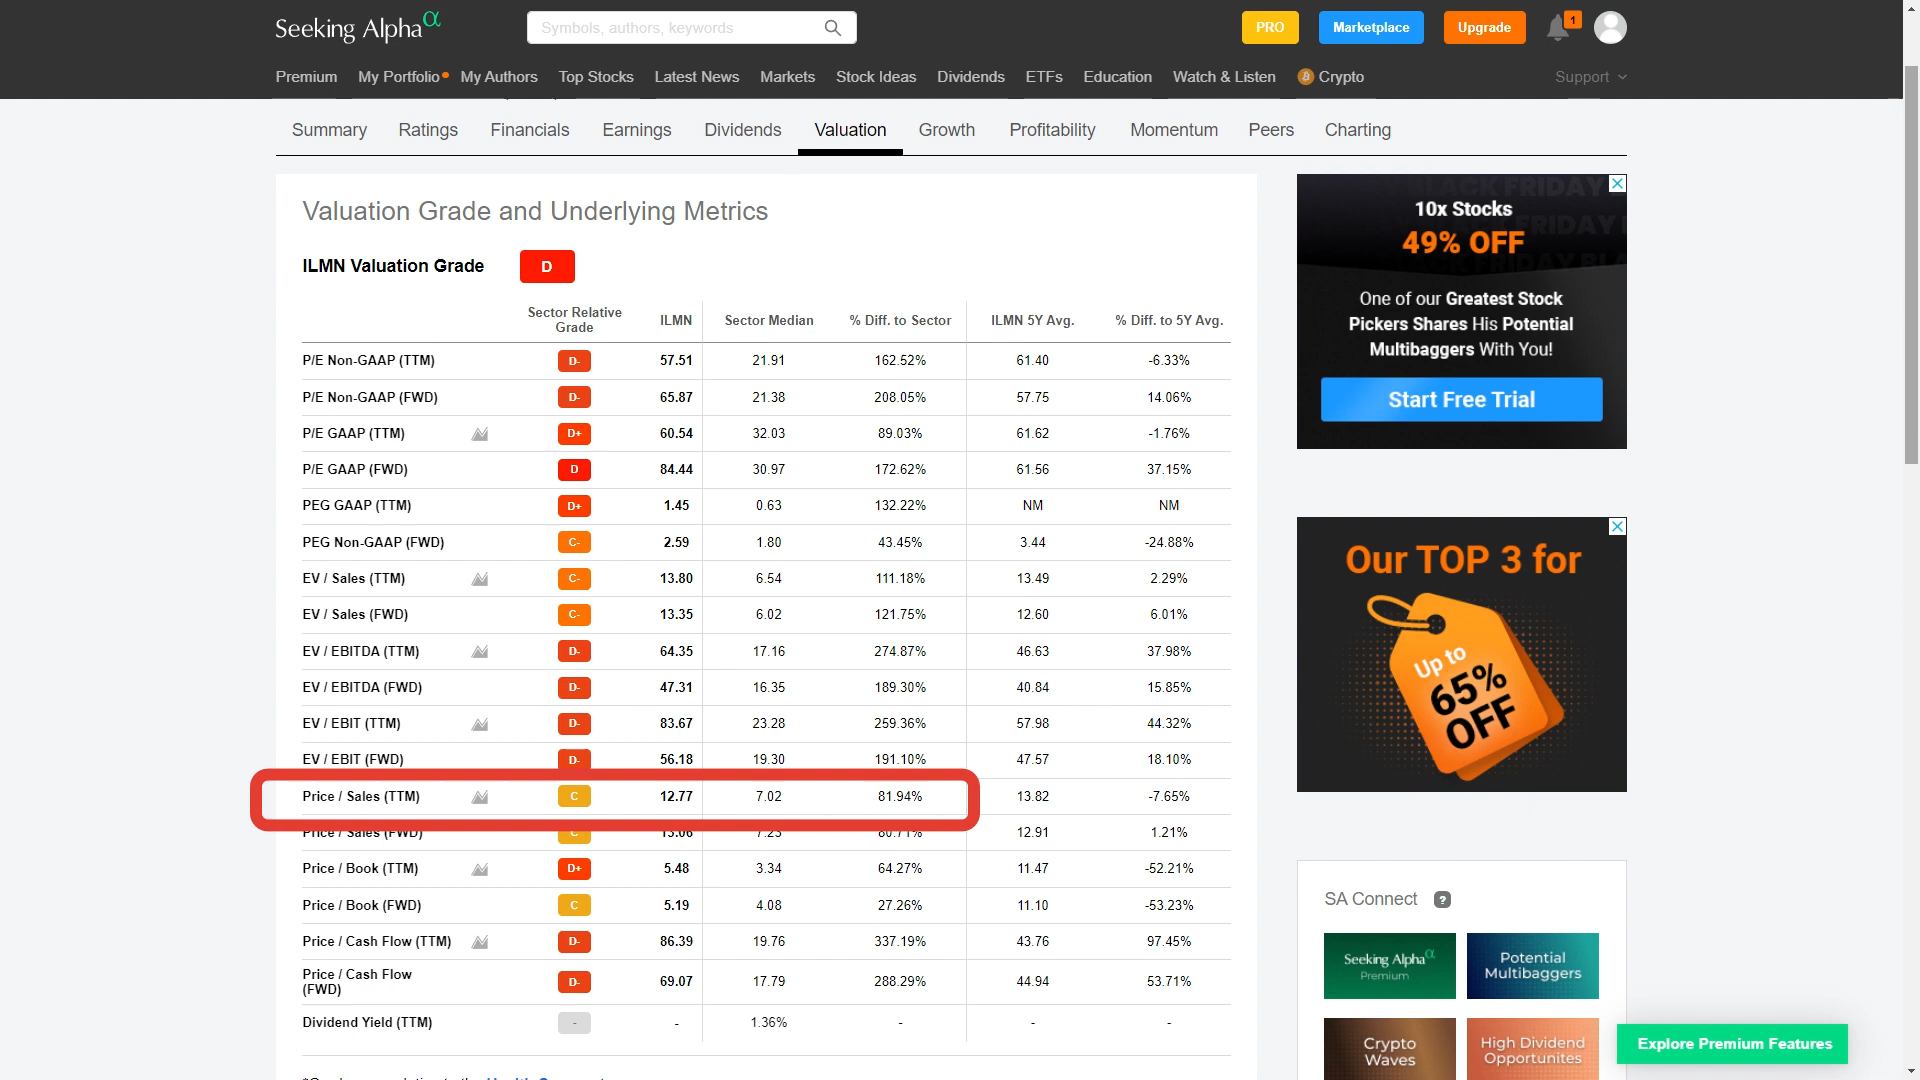 Seeking Alpha α
Symbols, authors, keywords
PRO
Marketplace
Upgrade
1
Premium My Portfolio My Authors Top Stocks Latest News Markets Stock Ideas Dividends ETFs Education Watch & Listen Crypto Support
Summary Ratings Financials Earnings Dividends Valuation Growth Profitability Momentum Peers Charting
Valuation Grade and Underlying Metrics
ILMN Valuation Grade D
Sector Relative Grade ILMN Sector Median % Diff. to Sector ILMN 5Y Avg. % Diff. to 5Y Avg.
P/E Non-GAAP (TTM) D- 57.51 21.91 162.52% 61.40 -6.33%
P/E Non-GAAP (FWD) D- 65.87 21.38 208.05% 57.75 14.06%
P/E GAAP (TTM) D+ 60.54 32.03 89.03% 61.62 -1.76%
P/E GAAP (FWD) D 84.44 30.97 172.62% 61.56 37.15%
PEG GAAP (TTM) D+ 1.45 0.63 132.22% NM NM
PEG Non-GAAP (FWD) C- 2.59 1.80 43.45% 3.44 -24.88%
EV / Sales (TTM) C- 13.80 6.54 111.18% 13.49 2.29%
EV / Sales (FWD) C- 13.35 6.02 121.75% 12.60 6.01%
EV / EBITDA (TTM) D- 64.35 17.16 274.87% 46.63 37.98%
EV / EBITDA (FWD) D- 47.31 16.35 189.30% 40.84 15.85%
EV / EBIT (TTM) D- 83.67 23.28 259.36% 57.98 44.32%
EV / EBIT (FWD) D- 56.18 19.30 191.10% 47.57 18.10%
Price / Sales (TTM) C 12.77 7.02 81.94% 13.82 -7.65%
Price / Sales (FWD) C 13.06 7.23 80.71% 12.91 1.21%
Price / Book (TTM) D+ 5.48 3.34 64.27% 11.47 -52.21%
Price / Book (FWD) C 5.19 4.08 27.26% 11.10 -53.23%
Price / Cash Flow (TTM) D- 86.39 19.76 337.19% 43.76 97.45%
Price / Cash Flow (FWD) D- 69.07 17.79 288.29% 44.94 53.71%
Dividend Yield (TTM) - - 1.36% - - -
10x Stocks
49% OFF
One of our Greatest Stock
Pickers Shares His Potential
Multibaggers With You!
Start Free Trial
Our TOP 3 for
Up to
65%
OFF
SA Connect ?
Seeking Alpha α
Premium
Potential
Multibaggers
Crypto
Waves
High Dividend
Opportunites
Explore Premium Features